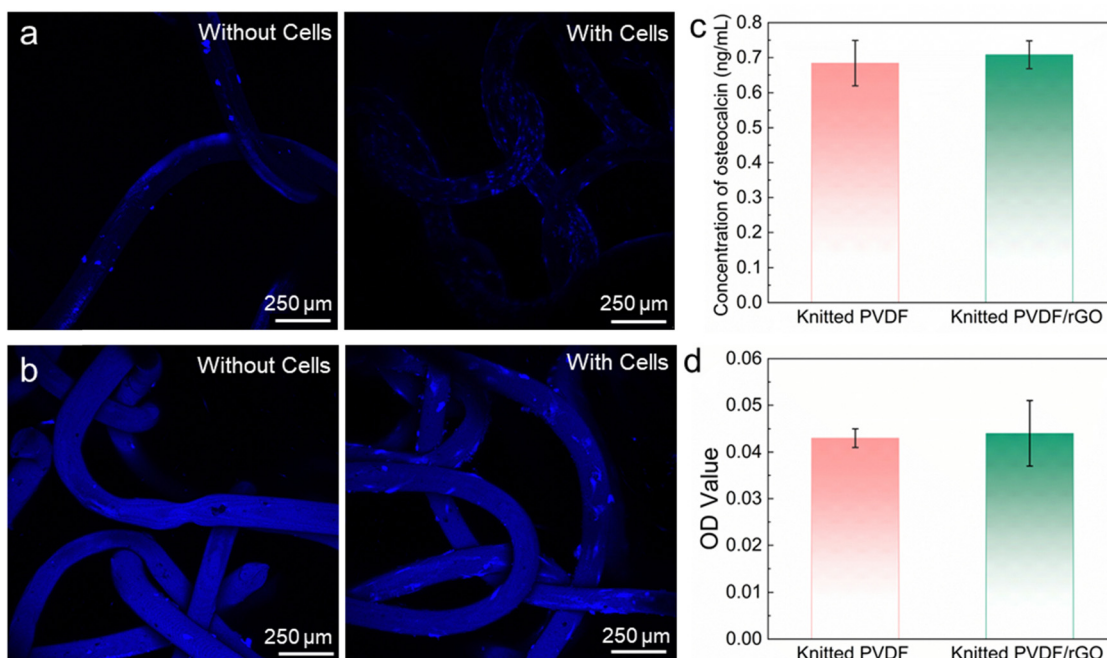 a
Without Cells
250 µm
With Cells
250 µm
b
Without Cells
250 µm
With Cells
250 µm
c
Concentration of osteocalcin (ng/mL)
0.8
0.7
0.6
0.5
0.4
0.3
0.2
0.1
0.0
Knitted PVDF
Knitted PVDF/rGO
d
OD Value
0.06
0.05
0.04
0.03
0.02
0.01
0.00
Knitted PVDF
Knitted PVDF/rGO